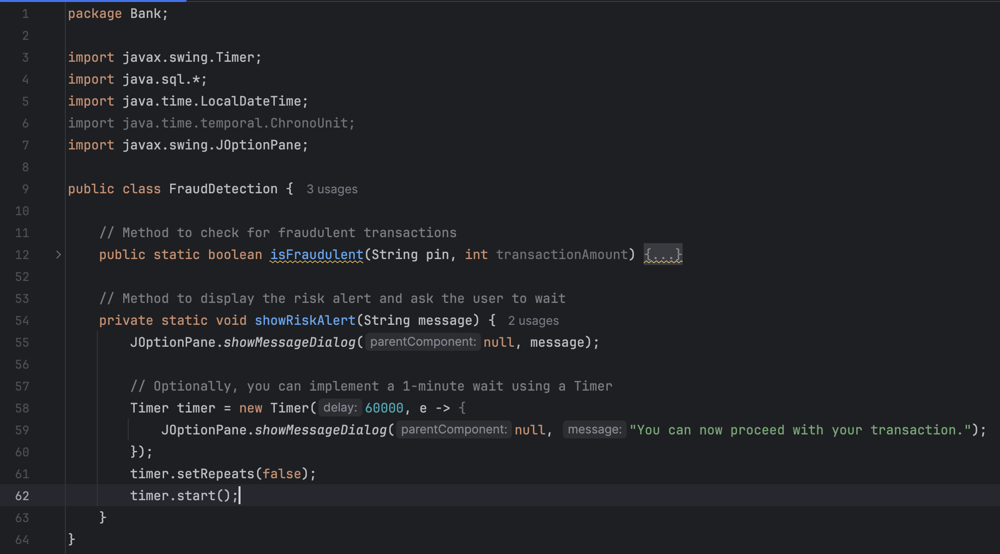 1 package Bank;
2
3 import javax.swing.Timer;
4 import java.sql.*;
5 import java.time.LocalDateTime;
6 import java.time.temporal.ChronoUnit;
7 import javax.swing.JOptionPane;
8
9 public class FraudDetection { 3 usages
10
11 // Method to check for fraudulent transactions
12 public static boolean isFraudulent(String pin, int transactionAmount) {...}
52
53 // Method to display the risk alert and ask the user to wait
54 private static void showRiskAlert(String message) { 2 usages
55 JOptionPane.showMessageDialog( parentComponent: null, message);
56
57 // Optionally, you can implement a 1-minute wait using a Timer
58 Timer timer = new Timer( delay: 60000, e -> {
59 JOptionPane.showMessageDialog( parentComponent: null, message: "You can now proceed with your transaction.");
60 });
61 timer.setRepeats(false);
62 timer.start();
63 }
64 }